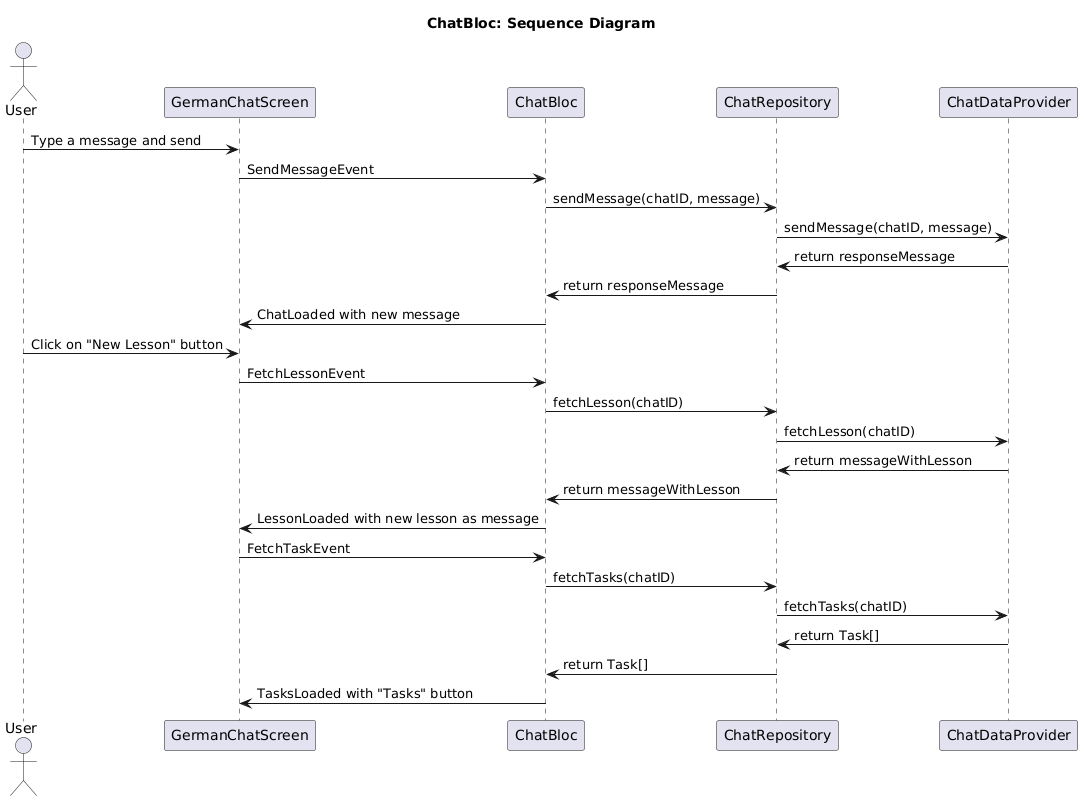 ChatBloc: Sequence Diagram
User
GermanChatScreen
ChatBloc
ChatRepository
ChatDataProvider
Type a message and send
SendMessageEvent
sendMessage(chatID, message)
sendMessage(chatID, message)
return responseMessage
return responseMessage
ChatLoaded with new message
Click on "New Lesson" button
FetchLessonEvent
fetchLesson(chatID)
fetchLesson(chatID)
return messageWithLesson
return messageWithLesson
LessonLoaded with new lesson as message
FetchTaskEvent
fetchTasks(chatID)
fetchTasks(chatID)
return Task[]
return Task[]
TasksLoaded with "Tasks" button
User
GermanChatScreen
ChatBloc
ChatRepository
ChatDataProvider